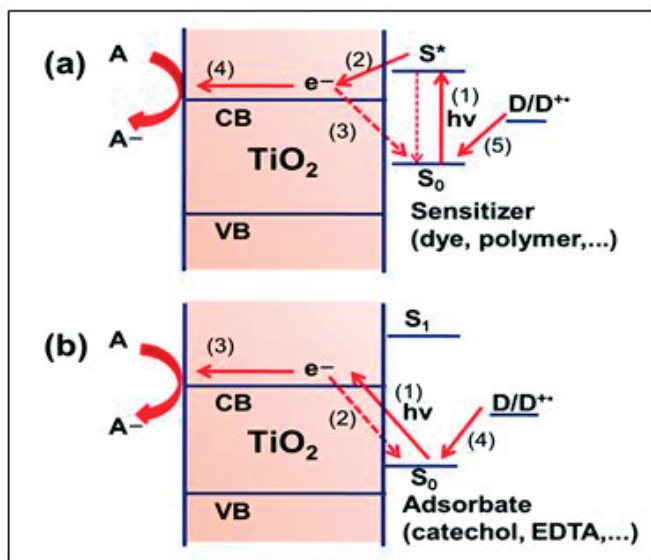 (a)
A
A−
(4)
e−
(2)
S*
(1)
hν
D/D+•
(3)
(5)
CB
TiO2
VB
S0
Sensitizer
(dye, polymer,...)
(b)
A
A−
(3)
e−
S1
(1)
hν
D/D+•
(2)
(4)
CB
TiO2
VB
S0
Adsorbate
(catechol, EDTA,...)